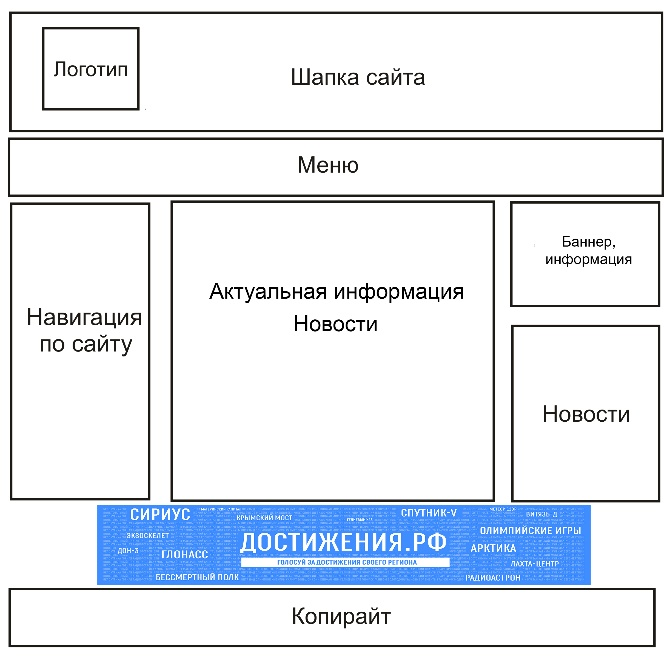 Логотип
Шапка сайта
Меню
Навигация
по сайту
Актуальная информация
Новости
Баннер,
информация
Новости
СИРИУС
КРЫМСКИЙ МОСТ
СПУТНИК-V
ВИТЯЗЬ-Д
ЭКЗОСКЕЛЕТ
ОЛИМПИЙСКИЕ ИГРЫ
ДОСТИЖЕНИЯ.РФ
ДОН-3
ГЛОНАСС
АРКТИКА
ГОЛОСУЙ ЗА ДОСТИЖЕНИЯ СВОЕГО РЕГИОНА
ЛАХТА-ЦЕНТР
БЕССМЕРТНЫЙ ПОЛК
РАДИОАСТРОН
Копирайт